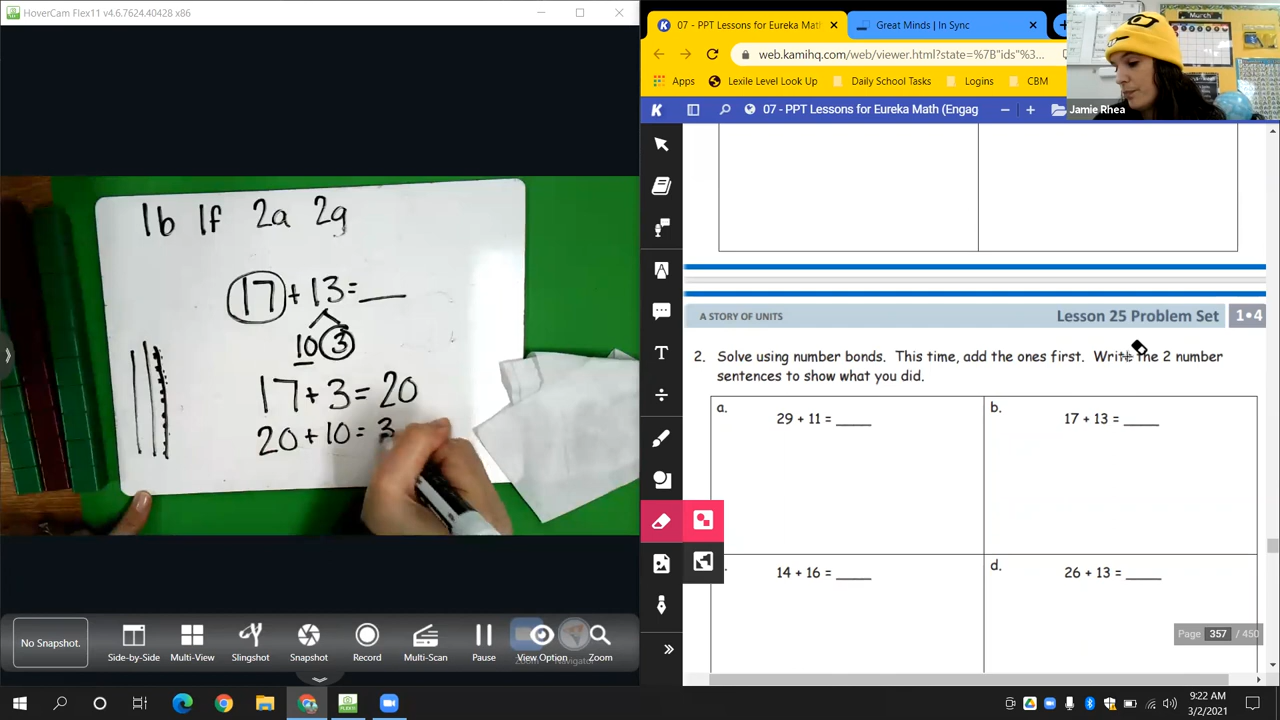 HoverCam Flex11 v4.6.7624.40428 x86
1b 1f 2a 2g
17 + 13 = __
10 3
17 + 3 = 20
20 + 10 = 3
No Snapshot.
Side-by-Side
Multi-View
Slingshot
Snapshot
Record
Multi-Scan
Pause
View Option
Zoom
Navigator
Zoom
07 - PPT Lessons for Eureka Math
Great Minds | In Sync
web.kamihq.com/web/viewer.html?state=%7B"ids"%3...
Apps
Lexile Level Look Up
Daily School Tasks
Logins
CBM
March
Jamie Rhea
07 - PPT Lessons for Eureka Math (Engag
A STORY OF UNITS
Lesson 25 Problem Set
1•4
2. Solve using number bonds. This time, add the ones first. Write the 2 number
sentences to show what you did.
a. 29 + 11 = _____
b. 17 + 13 = _____
14 + 16 = _____
d. 26 + 13 = _____
Page 357 / 450
9:22 AM
3/2/2021